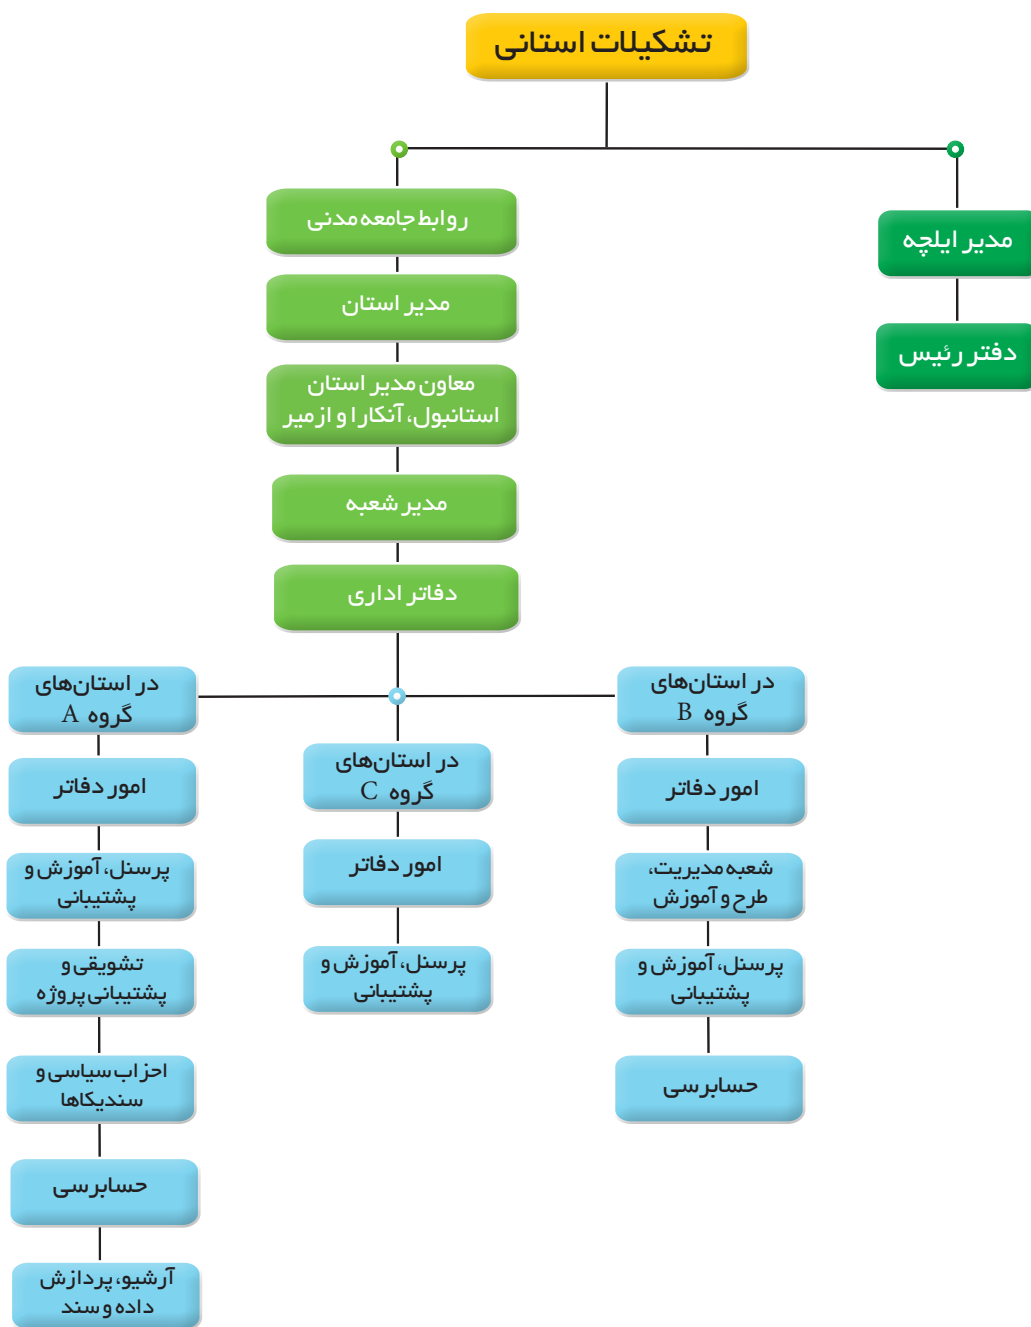 تشکیلات استانی
مدیر ایلچه
دفتر رئیس
روابط جامعه مدنی
مدیر استان
معاون مدیر استان
استانبول، آنکارا و ازمیر
مدیر شعبه
دفاتر اداری
در استان‌های
گروه B
امور دفاتر
شعبه مدیریت،
طرح و آموزش
پرسنل، آموزش و
پشتیبانی
حسابرسی
در استان‌های
گروه C
امور دفاتر
پرسنل، آموزش و
پشتیبانی
در استان‌های
گروه A
امور دفاتر
پرسنل، آموزش و
پشتیبانی
تشویقی و
پشتیبانی پروژه
احزاب سیاسی و
سندیکاها
حسابرسی
آرشیو، پردازش
داده و سند